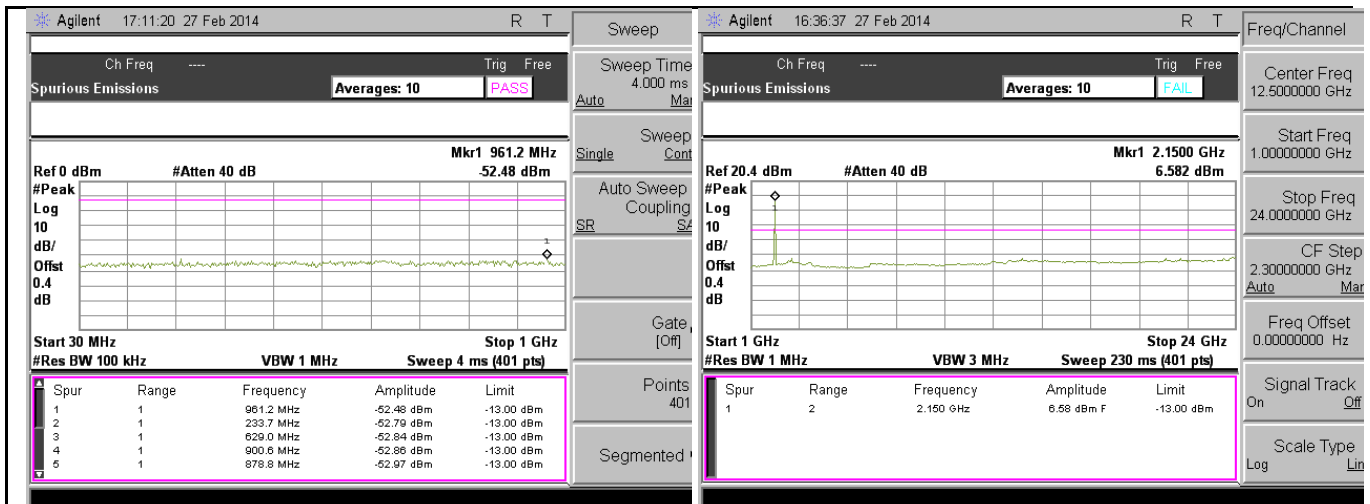 Agilent 17:11:20 27 Feb 2014 R T
Ch Freq ---- Trig Free
Spurious Emissions Averages: 10 PASS
Mkr1 961.2 MHz
Ref 0 dBm #Atten 40 dB -52.48 dBm
#Peak
Log
10
dB/
Offst
0.4
dB
1
Start 30 MHz Stop 1 GHz
#Res BW 100 kHz VBW 1 MHz Sweep 4 ms (401 pts)
Spur Range Frequency Amplitude Limit
1 1 961.2 MHz -52.48 dBm -13.00 dBm
2 1 233.7 MHz -52.79 dBm -13.00 dBm
3 1 629.0 MHz -52.84 dBm -13.00 dBm
4 1 900.6 MHz -52.86 dBm -13.00 dBm
5 1 878.8 MHz -52.97 dBm -13.00 dBm
Sweep
Sweep Time
4.000 ms
Auto Mar
Sweep
Single Cont
Auto Sweep
Coupling
SR SA
Gate
[Off]
Points
401
Segmented
Agilent 16:36:37 27 Feb 2014 R T
Ch Freq ---- Trig Free
Spurious Emissions Averages: 10 FAIL
Mkr1 2.1500 GHz
Ref 20.4 dBm #Atten 40 dB 6.582 dBm
#Peak
Log
10
dB/
Offst
0.4
dB
1
Start 1 GHz Stop 24 GHz
#Res BW 1 MHz VBW 3 MHz Sweep 230 ms (401 pts)
Spur Range Frequency Amplitude Limit
1 2 2.150 GHz 6.58 dBm F -13.00 dBm
Freq/Channel
Center Freq
12.5000000 GHz
Start Freq
1.00000000 GHz
Stop Freq
24.0000000 GHz
CF Step
2.30000000 GHz
Auto Mar
Freq Offset
0.00000000 Hz
Signal Track
On Off
Scale Type
Log Lin